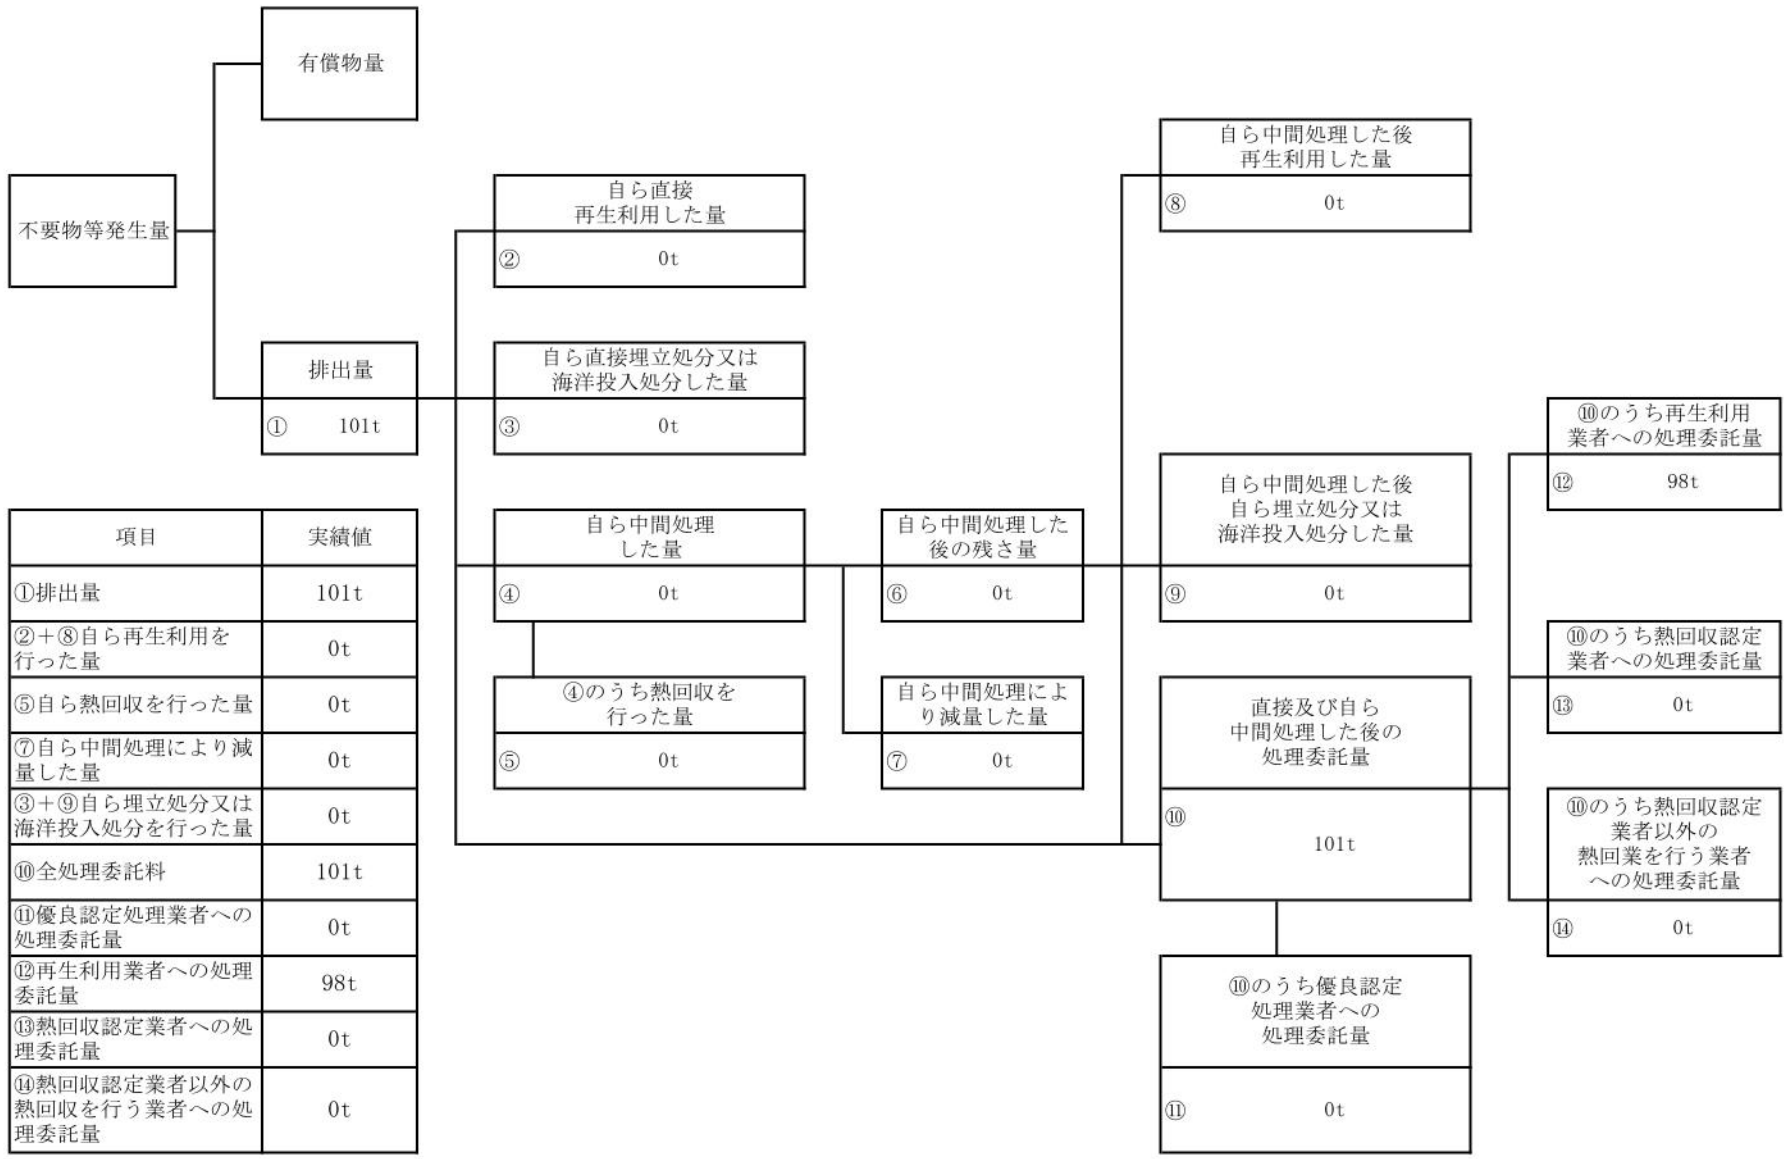 有償物量
不要物等発生量
排出量
① 101t
自ら直接
再生利用した量
② 0t
自ら直接埋立処分又は
海洋投入処分した量
③ 0t
自ら中間処理
した量
④ 0t
④のうち熱回収を
行った量
⑤ 0t
自ら中間処理した
後の残さ量
⑥ 0t
自ら中間処理によ
り減量した量
⑦ 0t
自ら中間処理した後
再生利用した量
⑧ 0t
自ら中間処理した後
自ら埋立処分又は
海洋投入処分した量
⑨ 0t
直接及び自ら
中間処理した後の
処理委託量
⑩
101t
⑩のうち優良認定
処理業者への
処理委託量
⑪ 0t
⑩のうち再生利用
業者への処理委託量
⑫ 98t
⑩のうち熱回収認定
業者への処理委託量
⑬ 0t
⑩のうち熱回収認定
業者以外の
熱回業を行う業者
への処理委託量
⑭ 0t
項目 実績値
①排出量 101t
②+⑧自ら再生利用を
行った量 0t
⑤自ら熱回収を行った量 0t
⑦自ら中間処理により減
量した量 0t
③+⑨自ら埋立処分又は
海洋投入処分を行った量 0t
⑩全処理委託料 101t
⑪優良認定処理業者への
処理委託量 0t
⑫再生利用業者への処理
委託量 98t
⑬熱回収認定業者への処
理委託量 0t
⑭熱回収認定業者以外の
熱回収を行う業者への処
理委託量 0t